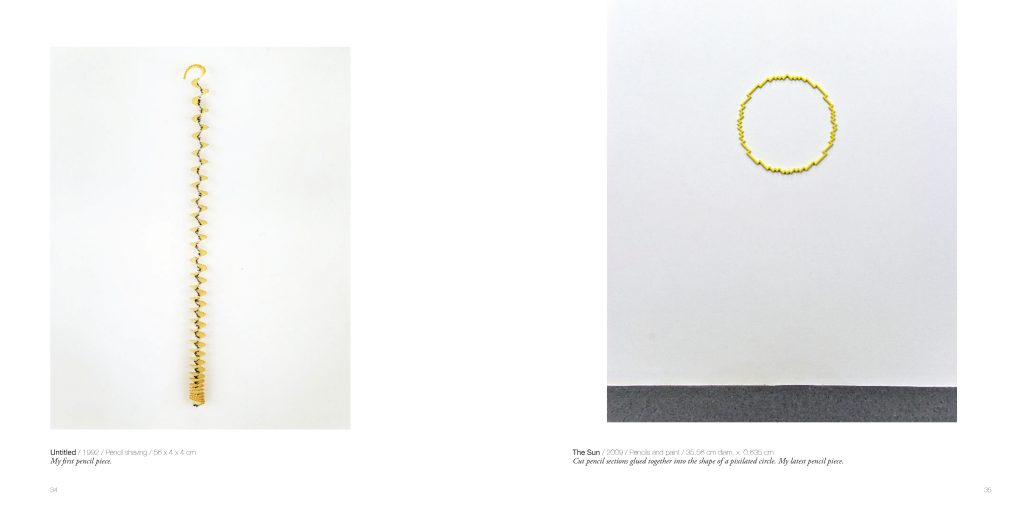 Untitled / 1992 / Pencil shaving / 56 x 4 x 4 cm
My first pencil piece.
34
The Sun / 2009 / Pencils and paint / 35.56 cm diam. x 0.635 cm
Cut pencil sections glued together into the shape of a pixilated circle. My latest pencil piece.
35